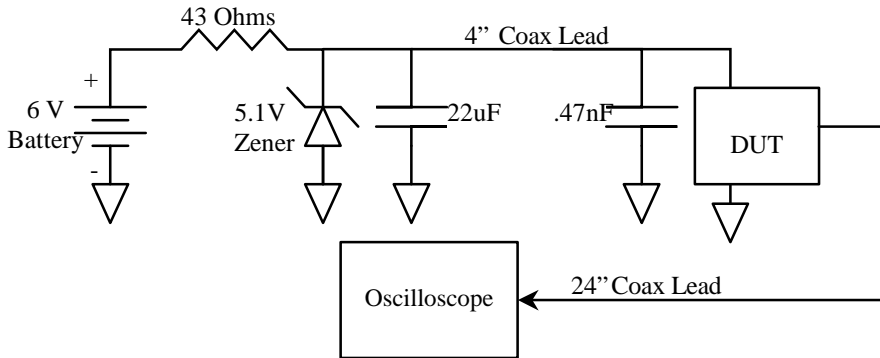 43 Ohms
4” Coax Lead
+
6 V
Battery
-
5.1V
Zener
22uF
.47nF
DUT
Oscilloscope
24” Coax Lead